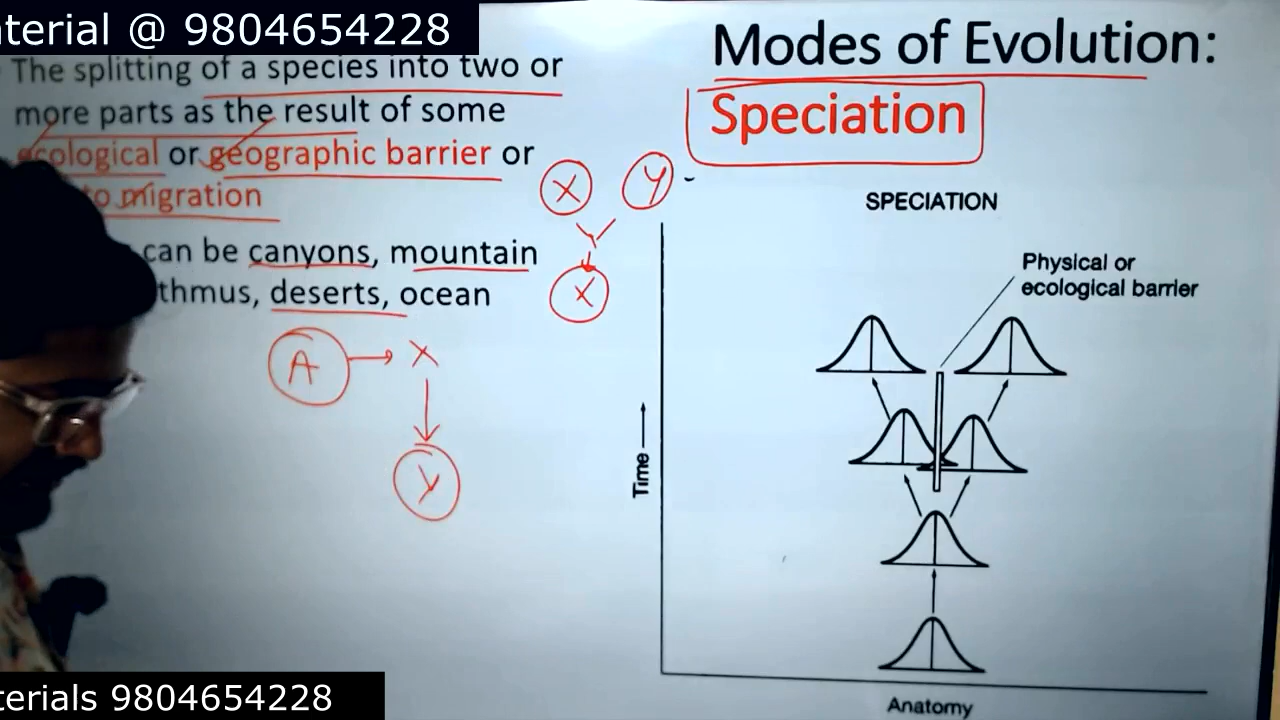 terial @ 9804654228
The splitting of a species into two or
more parts as the result of some
ecological or geographic barrier or
to migration
can be canyons, mountain
thmus, deserts, ocean
A → X
Y
X Y
X
Modes of Evolution:
Speciation
SPECIATION
Physical or
ecological barrier
Time →
Anatomy
terials 9804654228